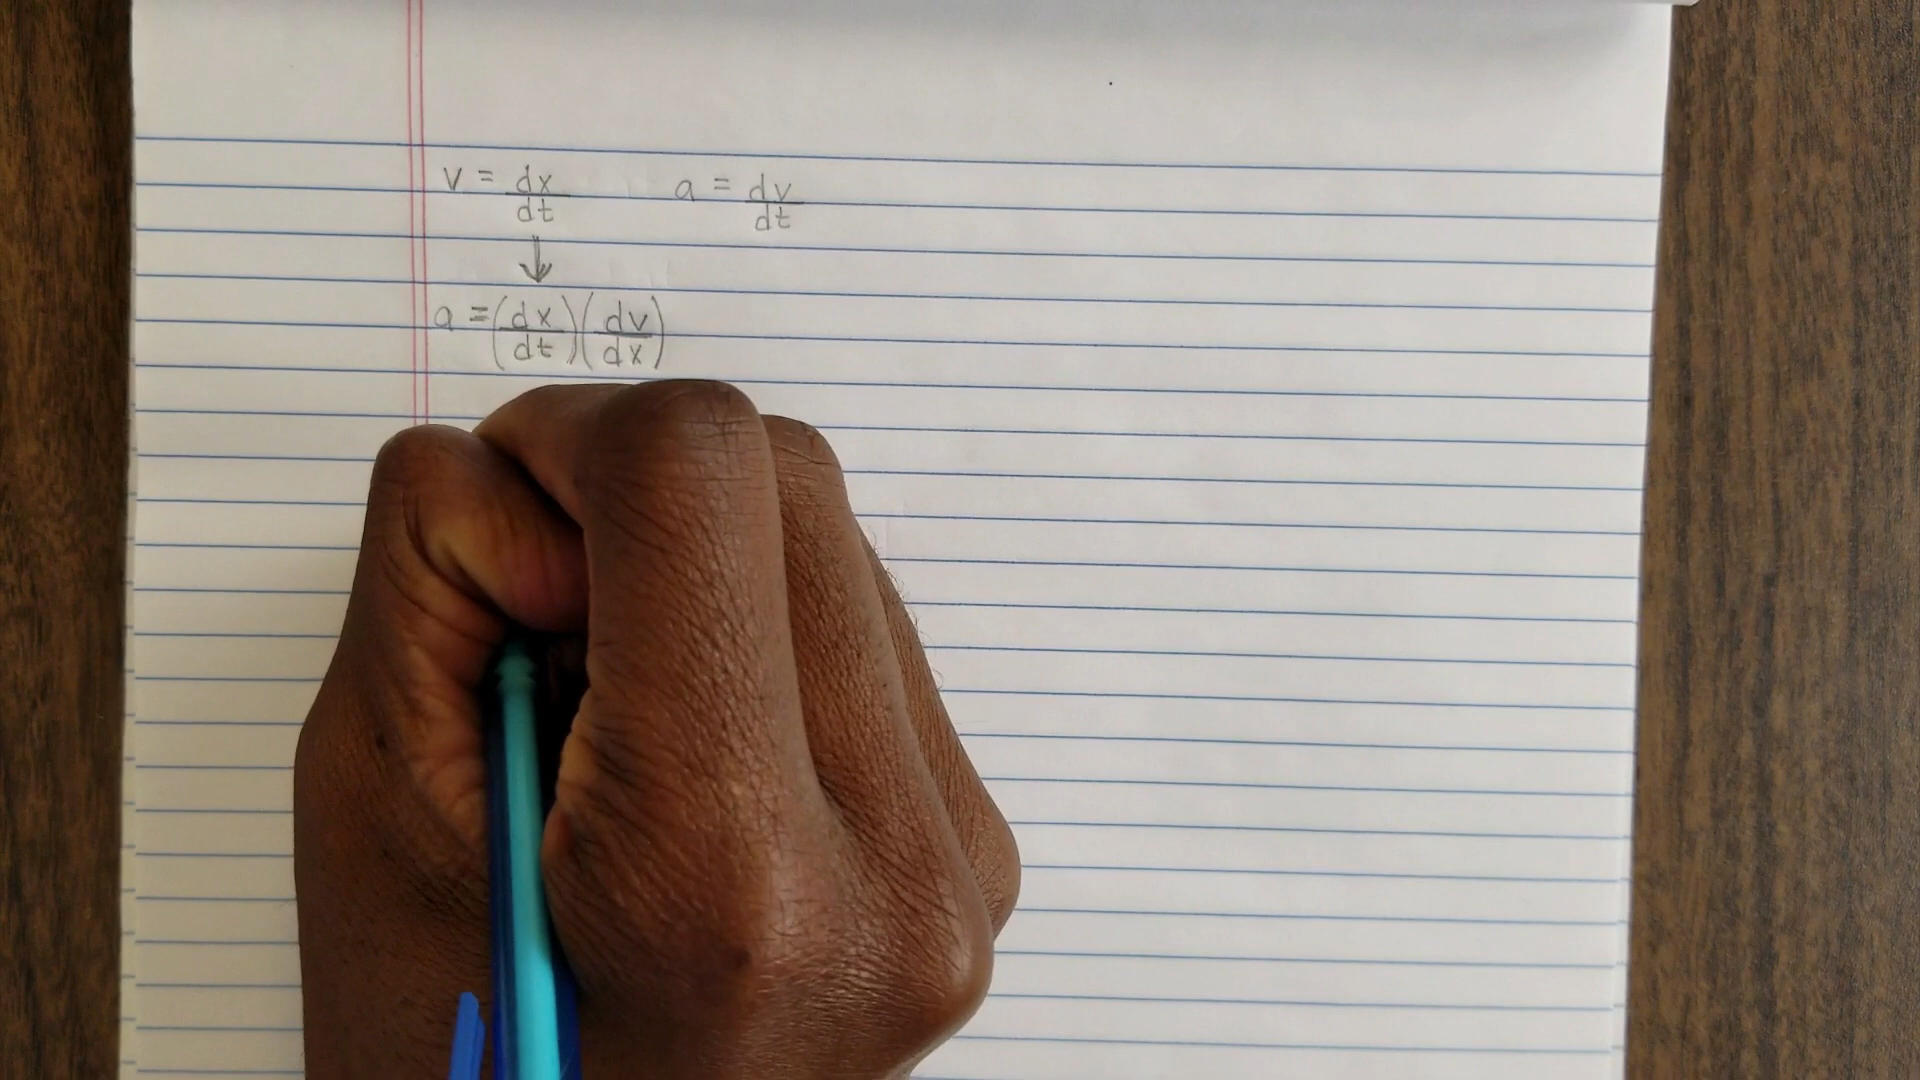 v = dx/dt a = dv/dt
↓
a = (dx/dt)(dv/dx)